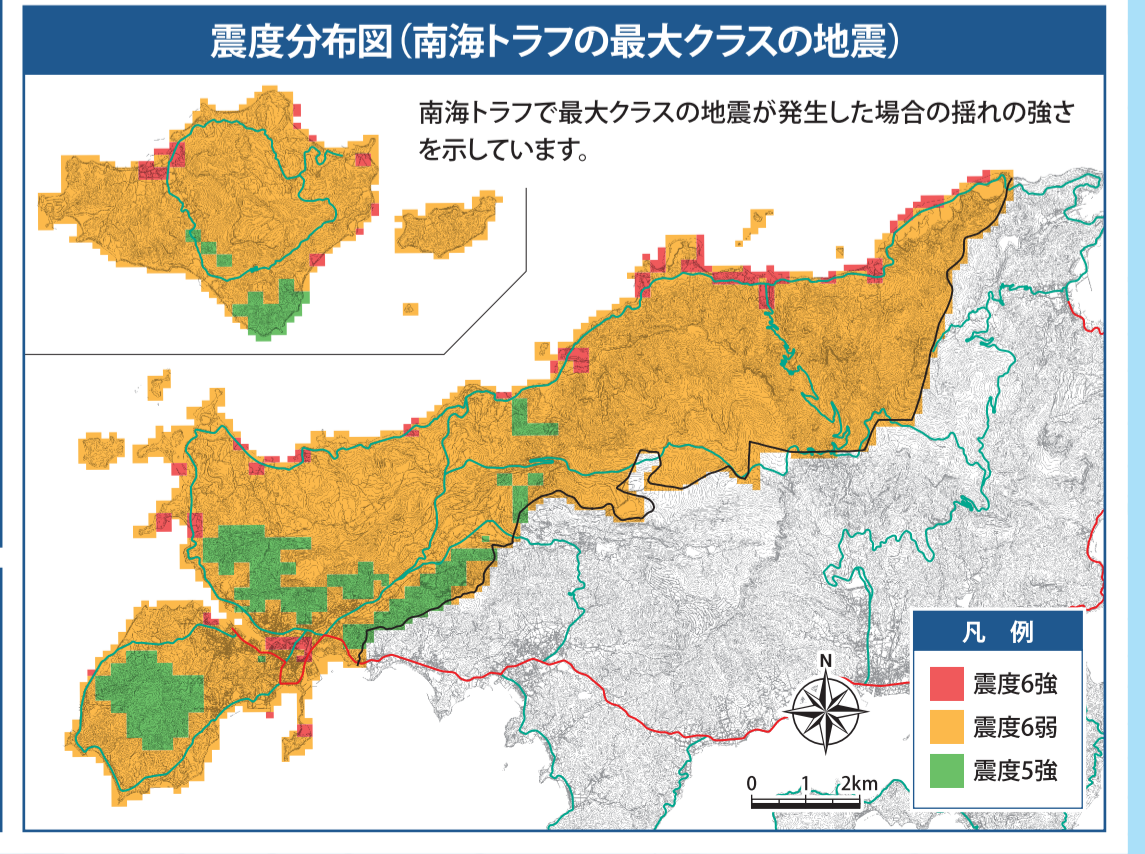 震度分布図（南海トラフの最大クラスの地震）
南海トラフで最大クラスの地震が発生した場合の揺れの強さ
を示しています。
N
0 1 2km
凡 例
震度6強
震度6弱
震度5強